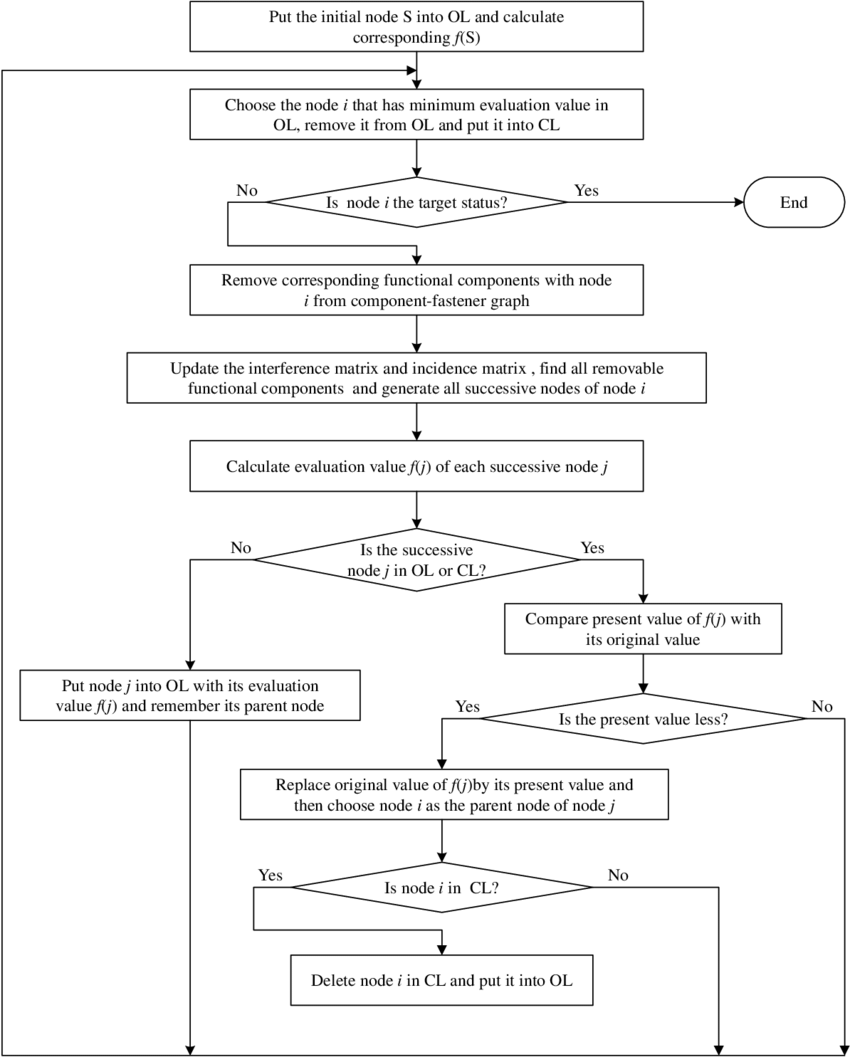 Put the initial node S into OL and calculate
corresponding f(S)
Choose the node i that has minimum evaluation value in
OL, remove it from OL and put it into CL
No
Yes
Is node i the target status?
End
Remove corresponding functional components with node
i from component-fastener graph
Update the interference matrix and incidence matrix , find all removable
functional components and generate all successive nodes of node i
Calculate evaluation value f(j) of each successive node j
No
Yes
Is the successive
node j in OL or CL?
Compare present value of f(j) with
its original value
Put node j into OL with its evaluation
value f(j) and remember its parent node
Yes
No
Is the present value less?
Replace original value of f(j)by its present value and
then choose node i as the parent node of node j
Yes
No
Is node i in CL?
Delete node i in CL and put it into OL